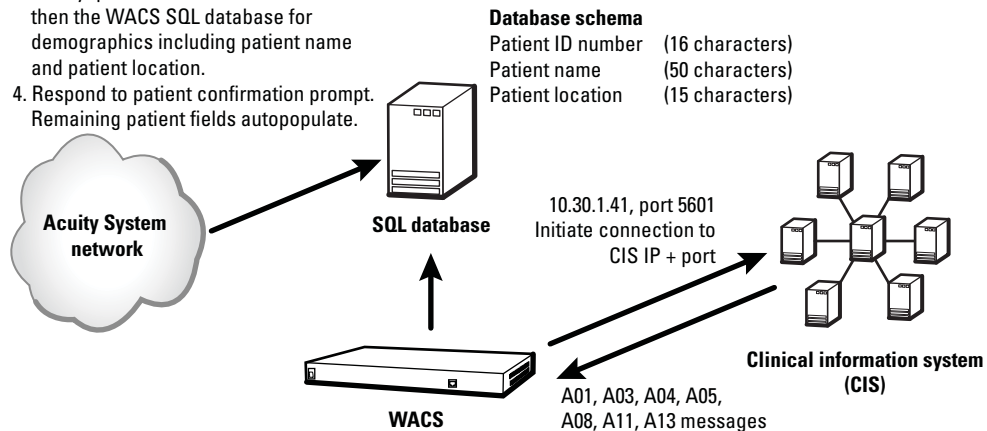 then the WACS SQL database for
demographics including patient name
and patient location.
4. Respond to patient confirmation prompt.
Remaining patient fields autopopulate.
Database schema
Patient ID number (16 characters)
Patient name (50 characters)
Patient location (15 characters)
Acuity System
network
SQL database
10.30.1.41, port 5601
Initiate connection to
CIS IP + port
Clinical information system
(CIS)
WACS
A01, A03, A04, A05,
A08, A11, A13 messages